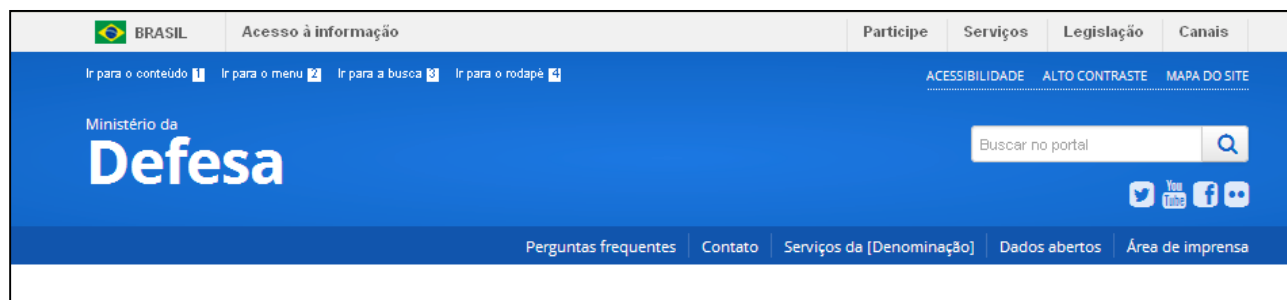 BRASIL Acesso à informação Participe Serviços Legislação Canais
Ir para o conteúdo 1 Ir para o menu 2 Ir para a busca 3 Ir para o rodapé 4 ACESSIBILIDADE ALTO CONTRASTE MAPA DO SITE
Ministério da
Defesa
Buscar no portal
You Tube
Perguntas frequentes Contato Serviços da [Denominação] Dados abertos Área de imprensa